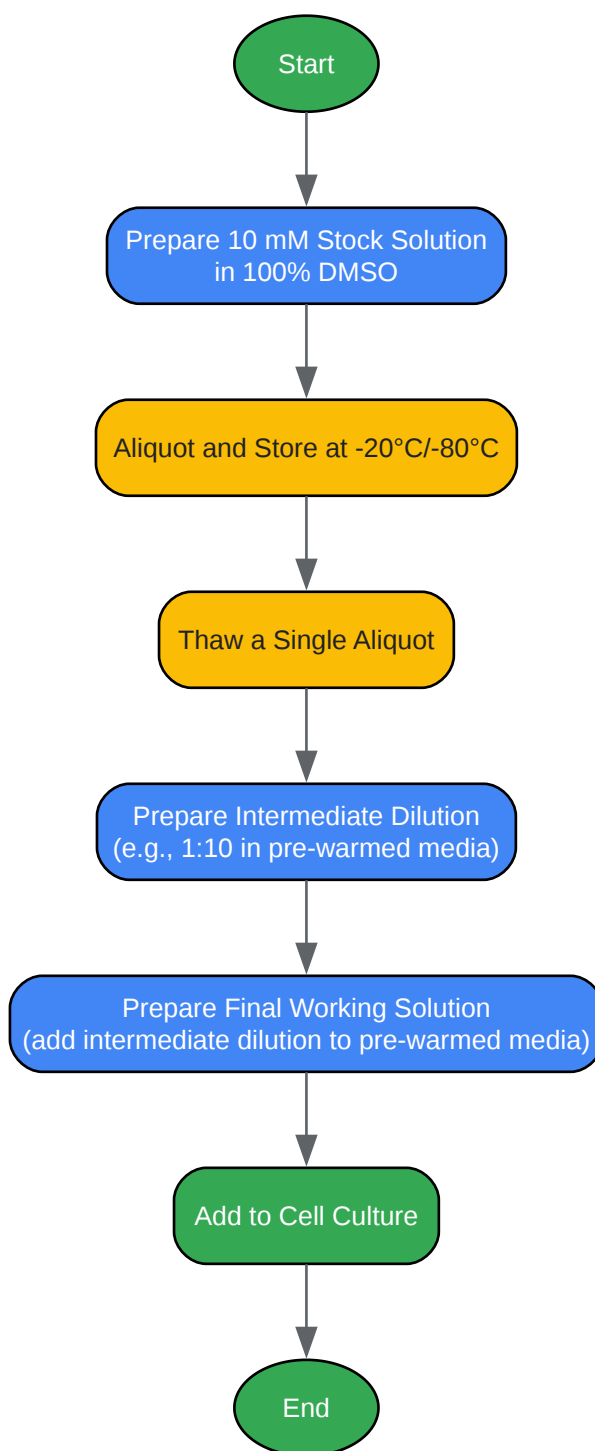 Start
Prepare 10 mM Stock Solution
in 100% DMSO
Aliquot and Store at -20°C/-80°C
Thaw a Single Aliquot
Prepare Intermediate Dilution
(e.g., 1:10 in pre-warmed media)
Prepare Final Working Solution
(add intermediate dilution to pre-warmed media)
Add to Cell Culture
End